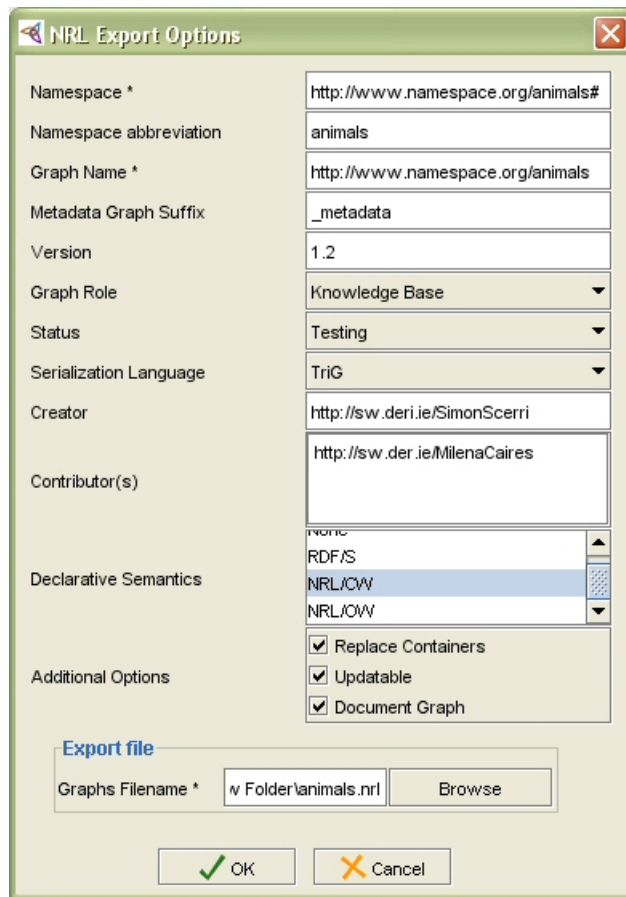 NRL Export Options
Namespace * http://www.namespace.org/animals#
Namespace abbreviation animals
Graph Name * http://www.namespace.org/animals
Metadata Graph Suffix _metadata
Version 1.2
Graph Role Knowledge Base
Status Testing
Serialization Language TriG
Creator http://sw.deri.ie/SimonScerri
Contributor(s) http://sw.der.ie/MilenaCaires
None
RDF/S
Declarative Semantics NRL/CW
NRL/OW
Replace Containers
Additional Options Updatable
Document Graph
Export file
Graphs Filename * w Folder\animals.nrl Browse
OK Cancel